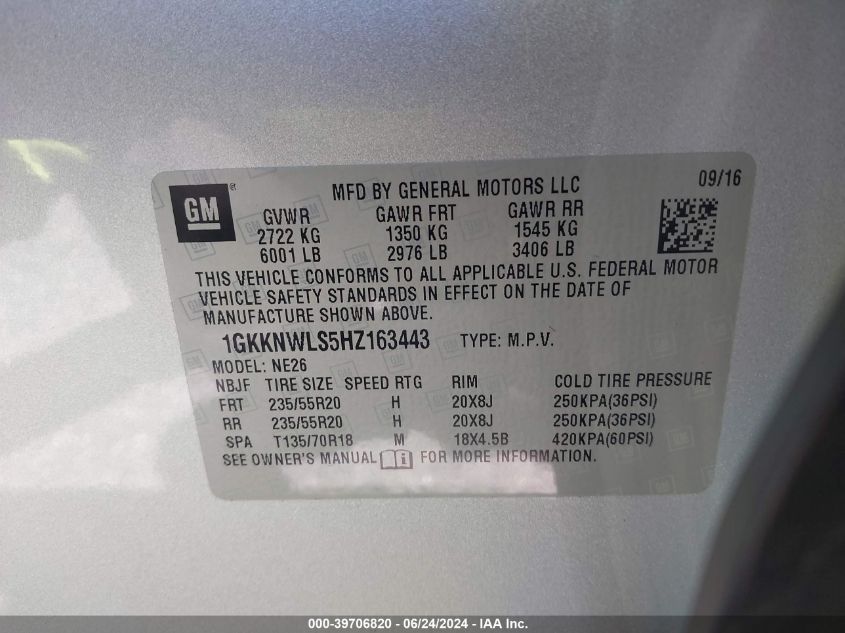 GM ®
MFD BY GENERAL MOTORS LLC 09/16
GVWR GAWR FRT GAWR RR
2722 KG 1350 KG 1545 KG
6001 LB 2976 LB 3406 LB
THIS VEHICLE CONFORMS TO ALL APPLICABLE U.S. FEDERAL MOTOR
VEHICLE SAFETY STANDARDS IN EFFECT ON THE DATE OF
MANUFACTURE SHOWN ABOVE.
1GKKNWLS5HZ163443 TYPE: M.P.V.
MODEL: NE26
NBJF TIRE SIZE SPEED RTG RIM COLD TIRE PRESSURE
FRT 235/55R20 H 20X8J 250KPA(36PSI)
RR 235/55R20 H 20X8J 250KPA(36PSI)
SPA T135/70R18 M 18X4.5B 420KPA(60PSI)
SEE OWNER'S MANUAL FOR MORE INFORMATION.
000-39706820 - 06/24/2024 - IAA Inc.